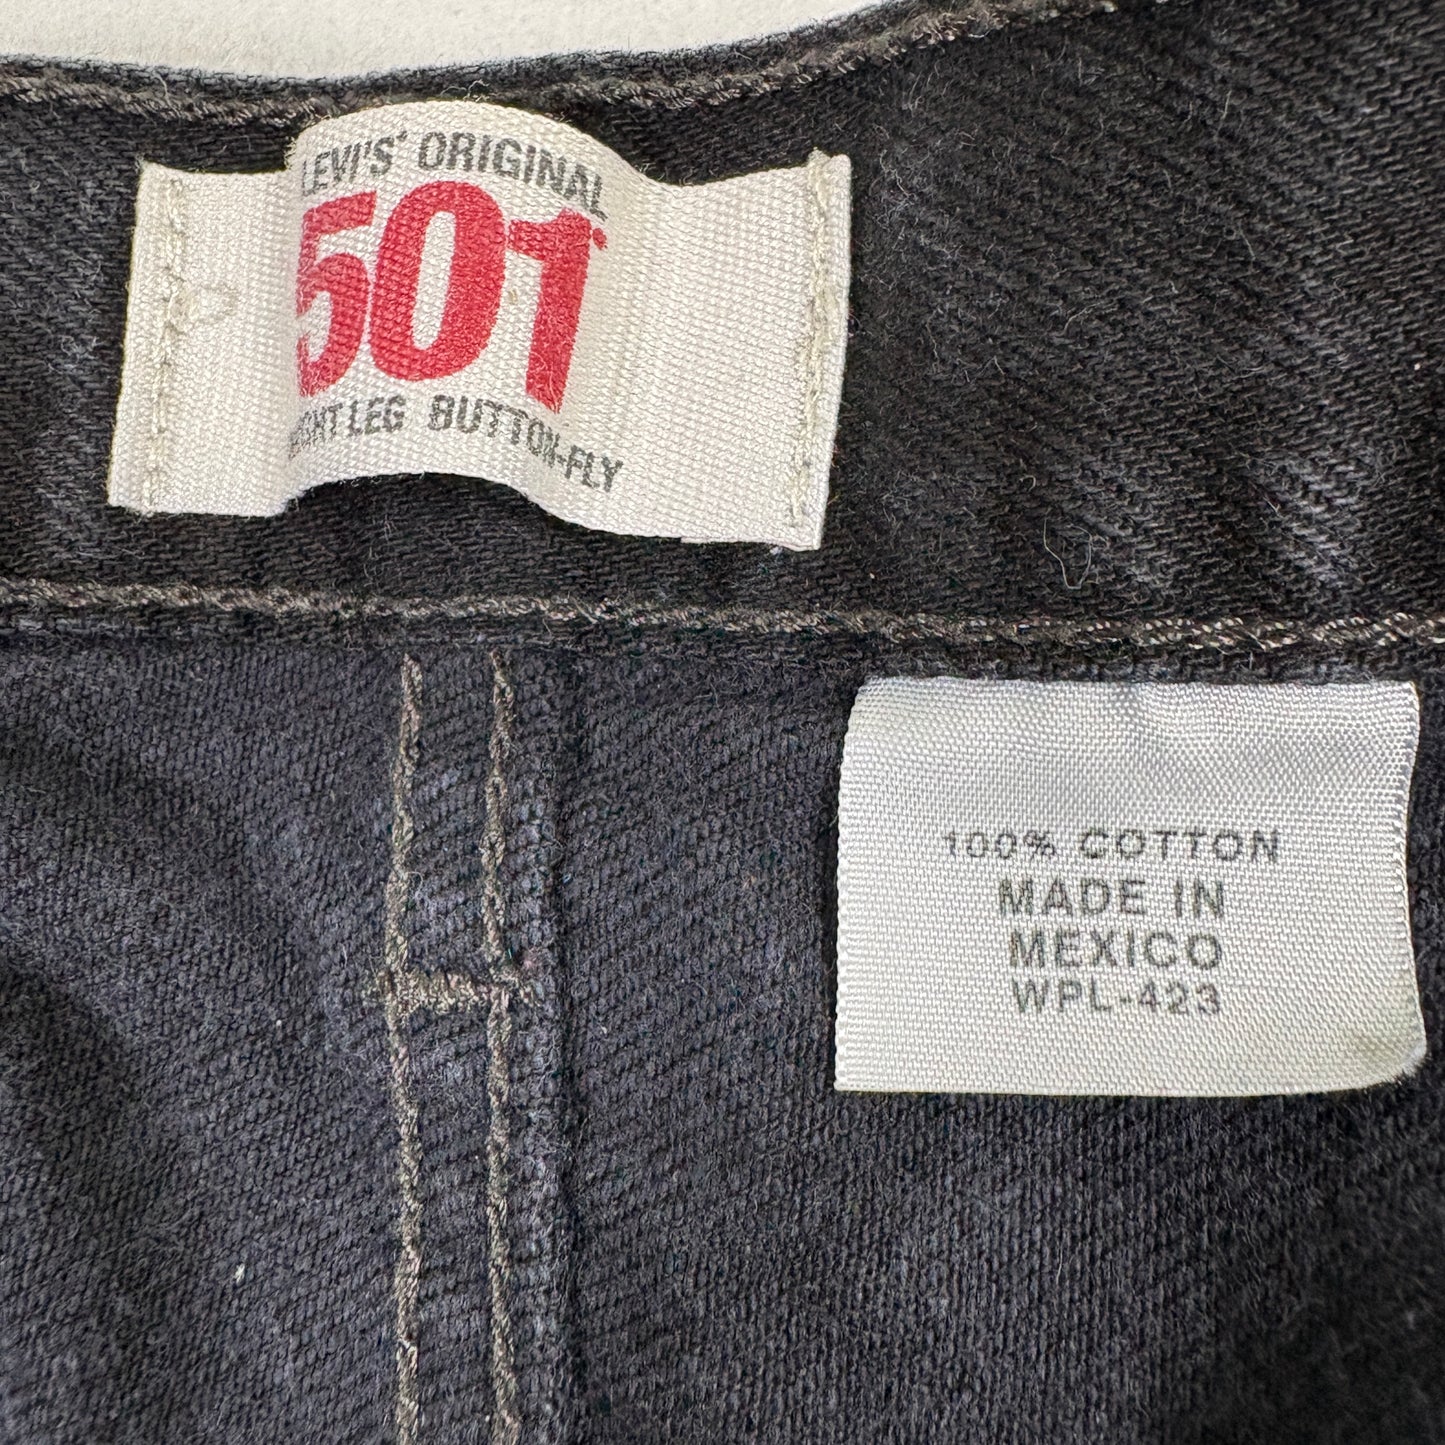 LEVI'S® ORIGINAL
501®
LEG BUTTON-FLY
100% COTTON
MADE IN
MEXICO
WPL-423